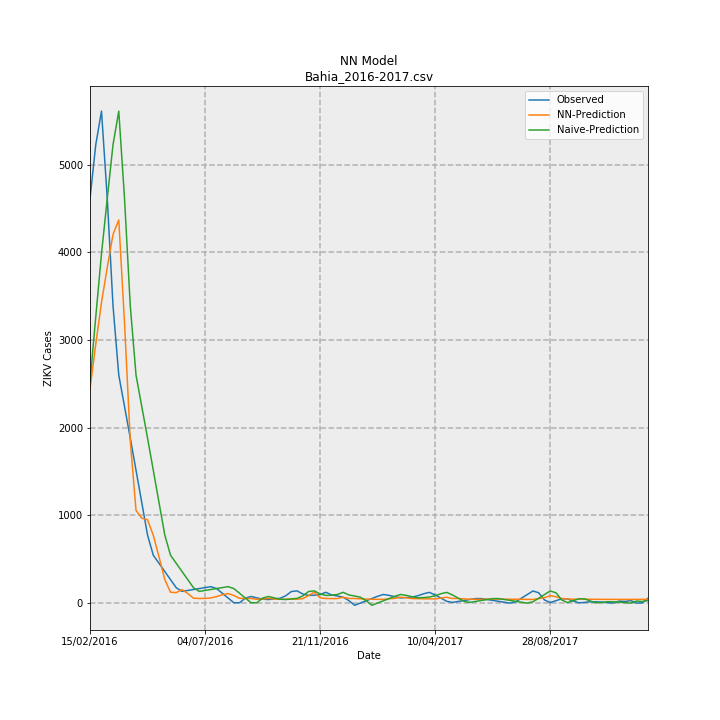 NN Model
Bahia_2016-2017.csv
Observed
NN-Prediction
Naive-Prediction
ZIKV Cases
5000
4000
3000
2000
1000
0
15/02/2016
04/07/2016
21/11/2016
10/04/2017
28/08/2017
Date